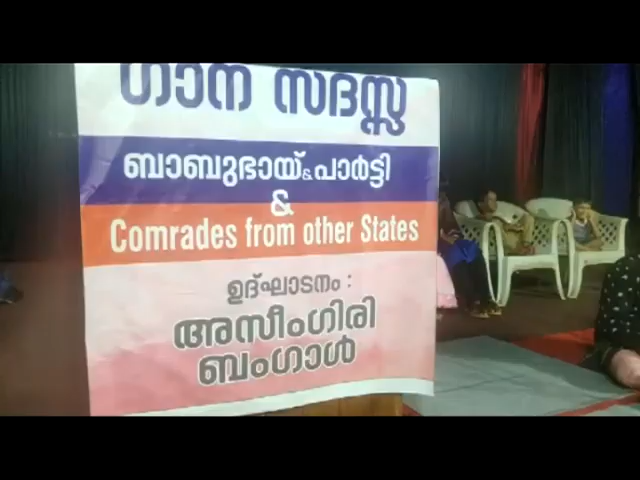 ഗാന സദസ്സ്
ബാബുഭായ് & പാർട്ടി
&
Comrades from other States
ഉദ്ഘാടനം :
അസീംഗിരി
ബംഗാൾ